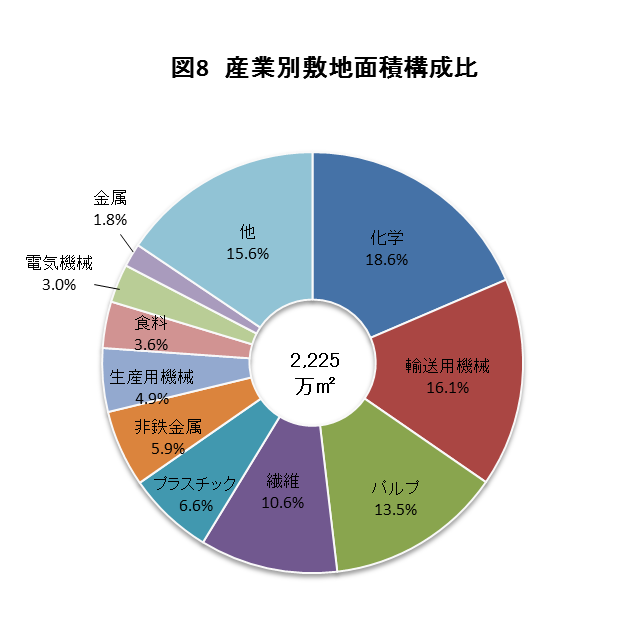 図8 産業別敷地面積構成比
化学
18.6%
輸送用機械
16.1%
パルプ
13.5%
繊維
10.6%
プラスチック
6.6%
非鉄金属
5.9%
生産用機械
4.9%
食料
3.6%
電気機械
3.0%
金属
1.8%
他
15.6%
2,225
万㎡